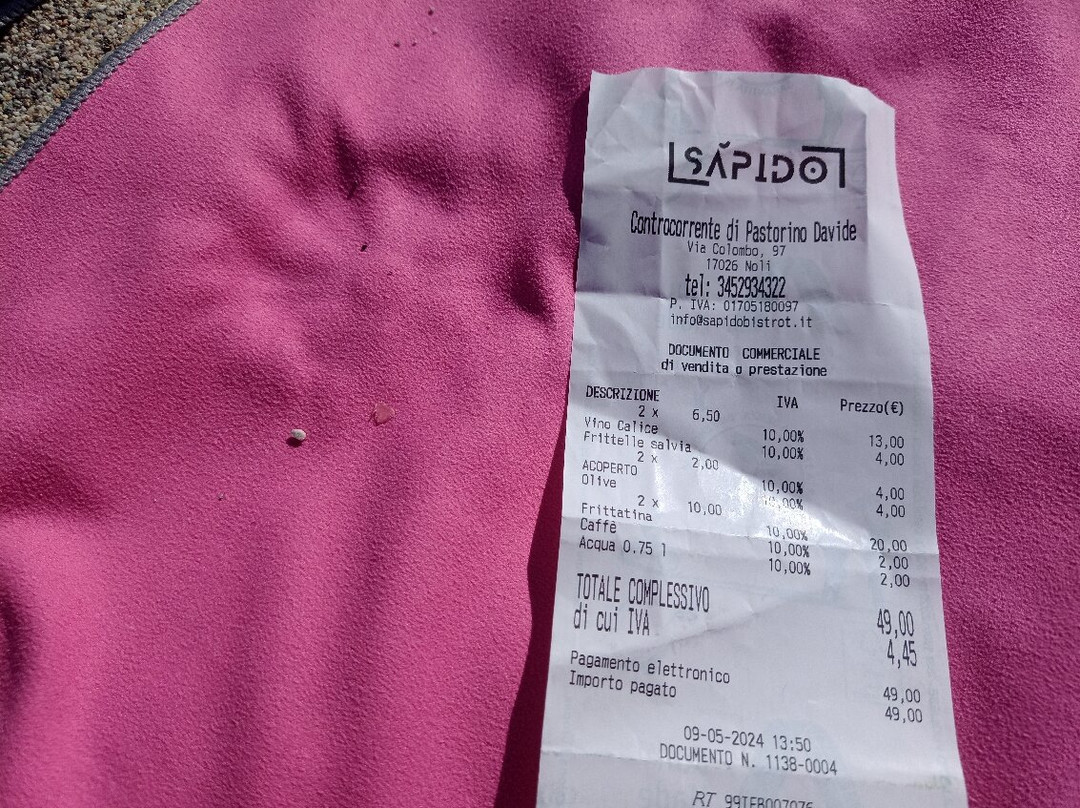 SÁPIDO
Controcorrente di Pastorino Davide
Via Colombo, 97
17026 Noli
tel: 3452934322
P. IVA: 01705180097
info@sapidobistrot.it
DOCUMENTO COMMERCIALE
di vendita o prestazione
DESCRIZIONE IVA Prezzo(€)
2 x 6,50
Vino Calice 10,00% 13,00
Frittelle salvia 10,00% 4,00
2 x 2,00
ACOPERTO 10,00% 4,00
Olive 10,00% 4,00
2 x 10,00
Frittatina 10,00% 20,00
Caffè 10,00% 2,00
Acqua 0.75 l 10,00% 2,00
TOTALE COMPLESSIVO 49,00
di cui IVA 4,45
Pagamento elettronico 49,00
Importo pagato 49,00
09-05-2024 13:50
DOCUMENTO N. 1138-0004
RT